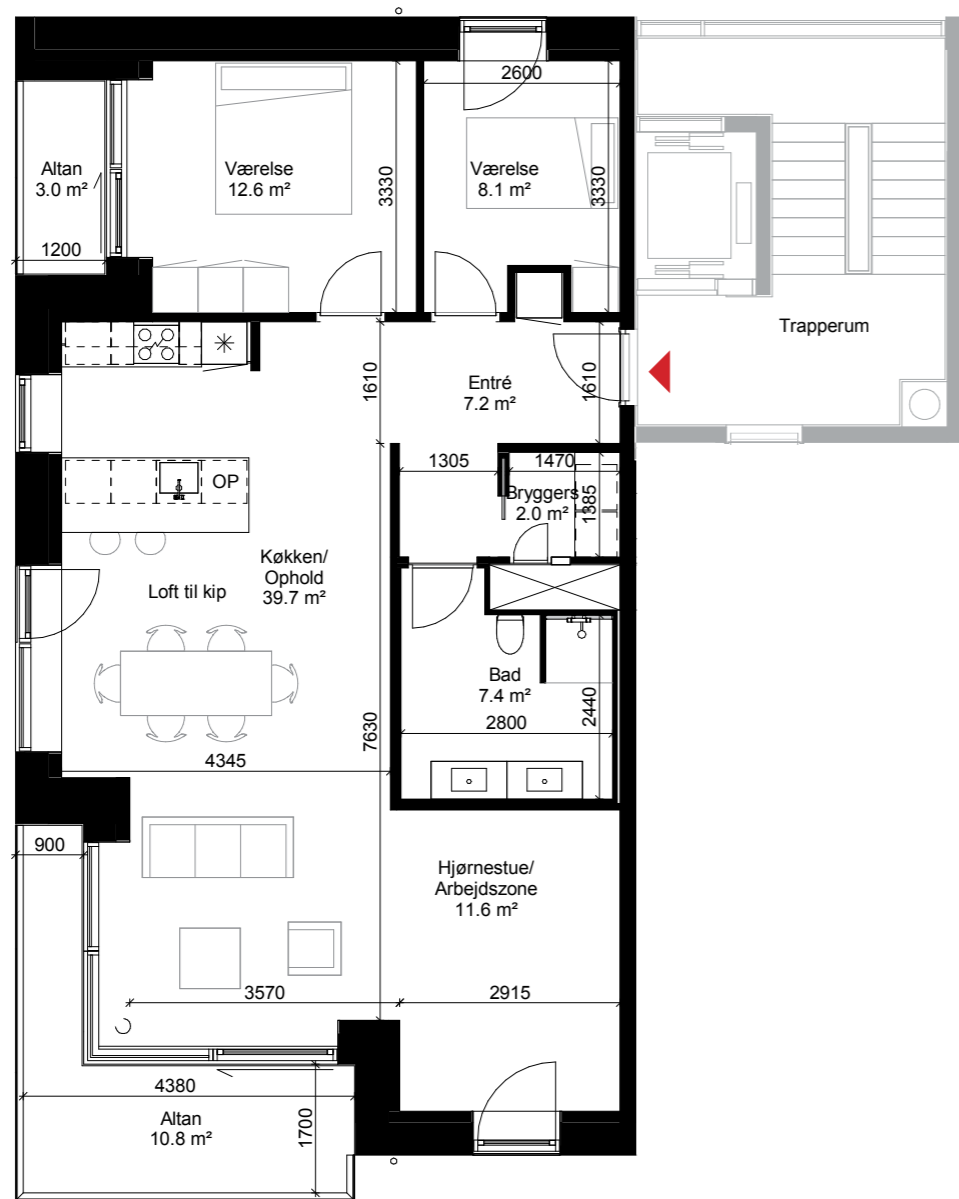 2600
Altan
3.0 m²
Værelse
12.6 m²
3330
Værelse
8.1 m²
3330
1200
Trapperum
1610
Entré
7.2 m²
1610
1305
1470
OP
Bryggers
2.0 m²
1385
Køkken/
Ophold
39.7 m²
Loft til kip
Bad
7.4 m²
2440
2800
7630
4345
900
Hjørnestue/
Arbejdszone
11.6 m²
3570
2915
4380
Altan
10.8 m²
1700